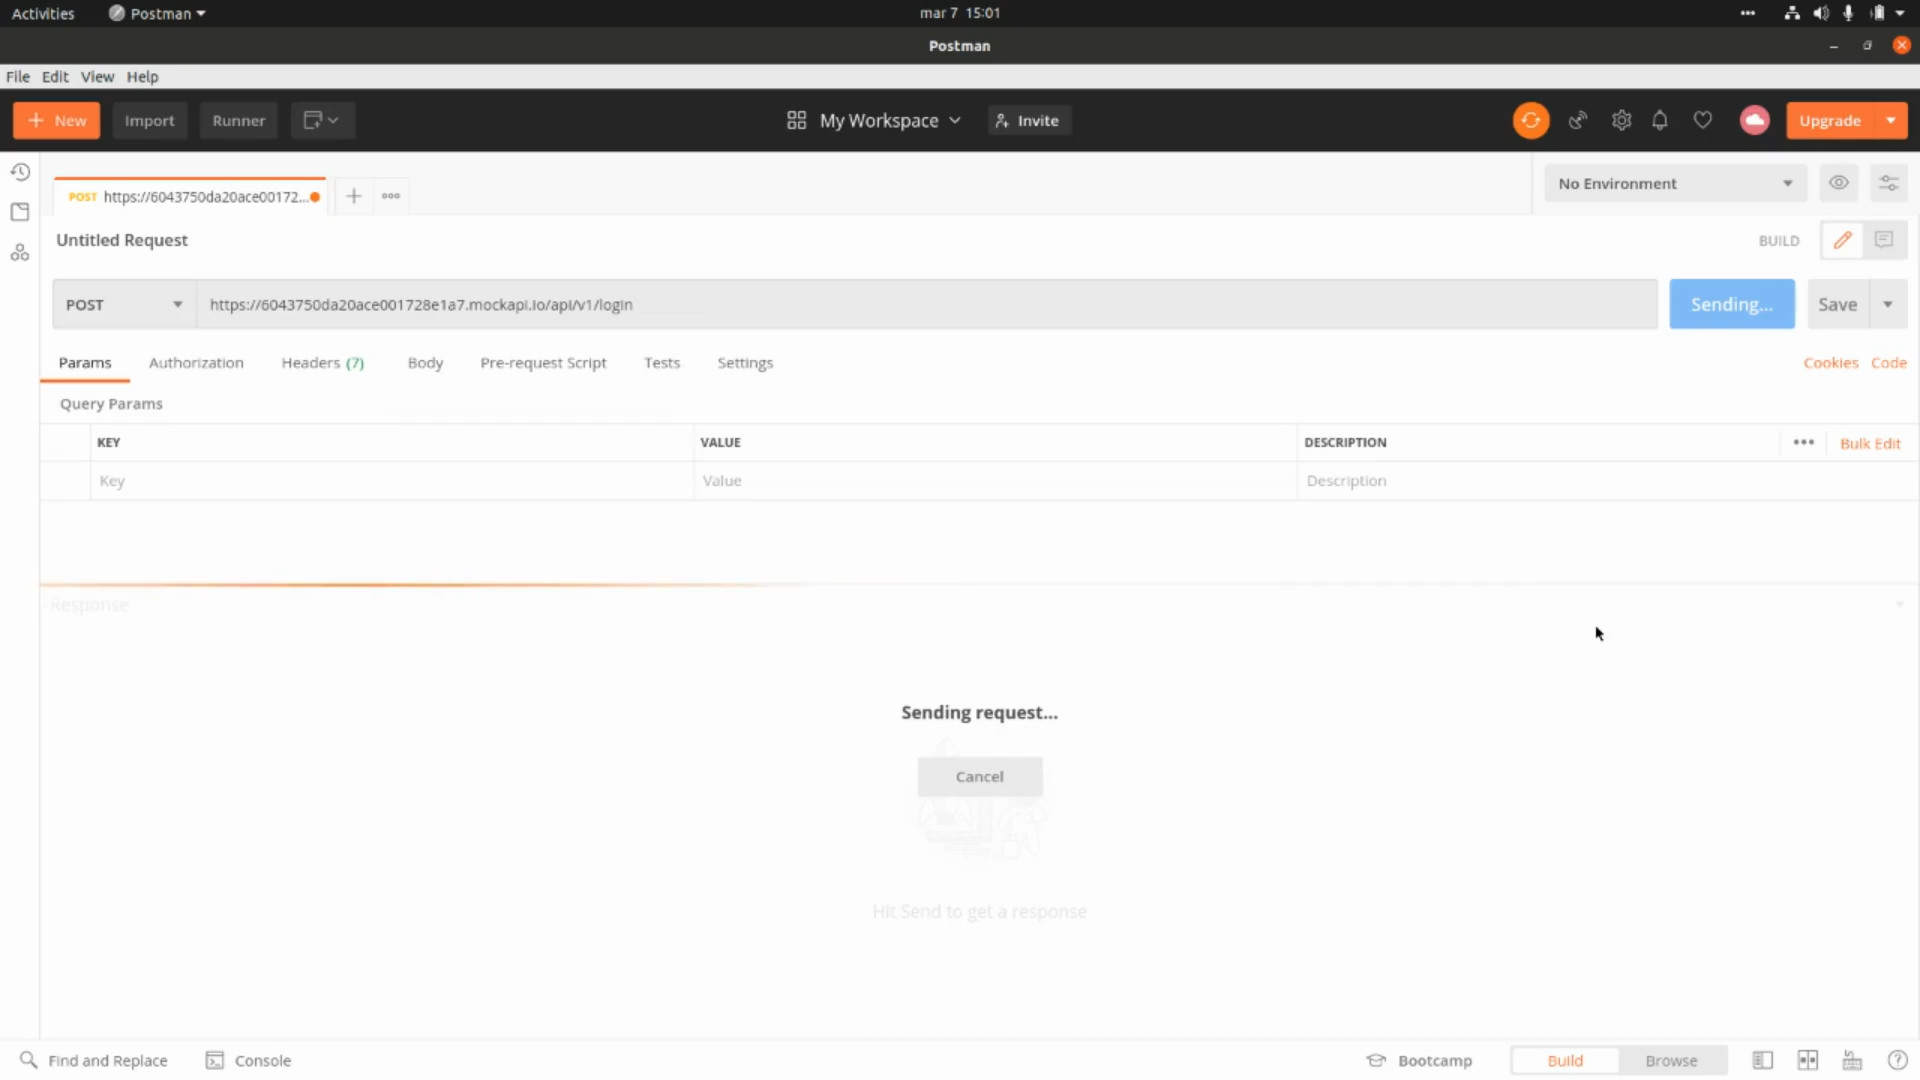 Activities Postman mar 7 15:01
Postman
File Edit View Help
+ New Import Runner My Workspace Invite Upgrade
POST https://6043750da20ace00172... No Environment
Untitled Request BUILD
POST https://6043750da20ace001728e1a7.mockapi.io/api/v1/login Sending... Save
Params Authorization Headers (7) Body Pre-request Script Tests Settings Cookies Code
Query Params
KEY VALUE DESCRIPTION Bulk Edit
Key Value Description
Response
Sending request...
Cancel
Hit Send to get a response
Find and Replace Console Bootcamp Build Browse